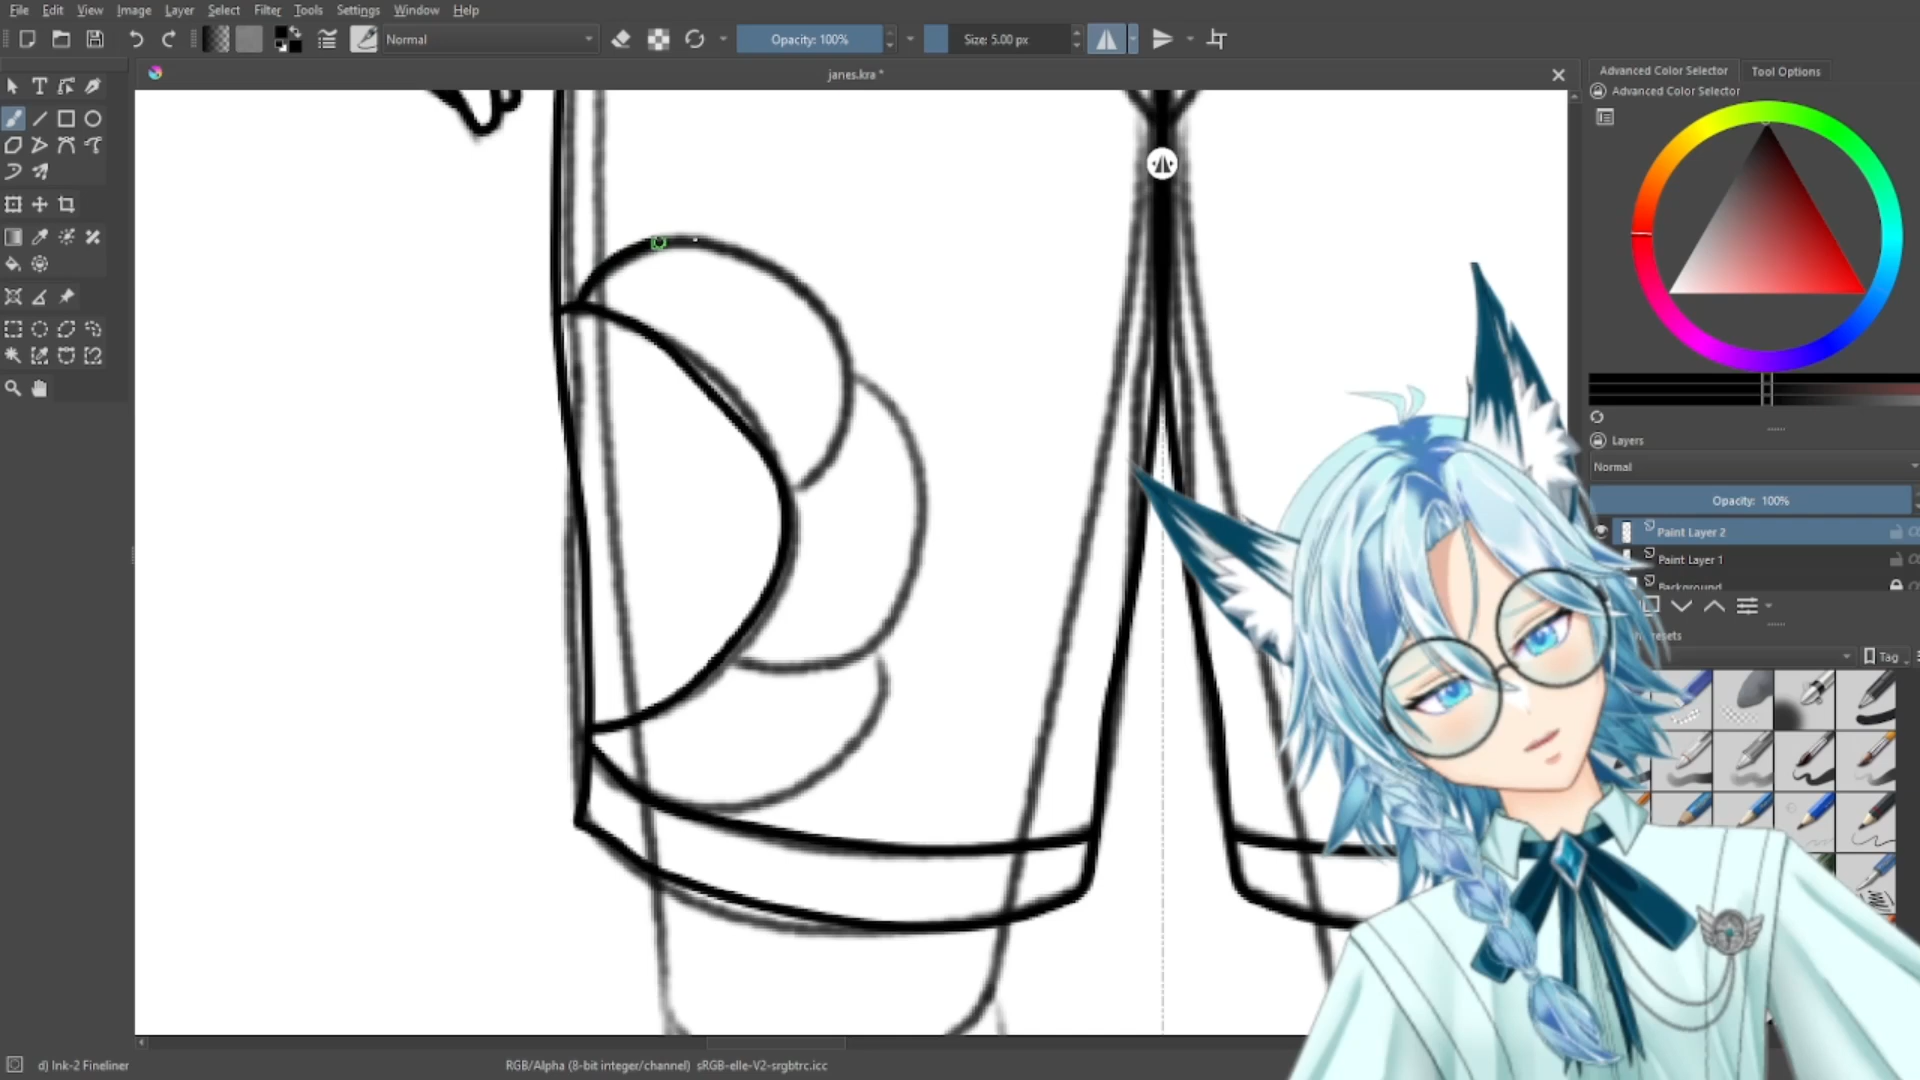 File Edit View Image Layer Select Filter Tools Settings Window Help
Normal Opacity: 100% Size: 5.00 px
janes.kra *
Advanced Color Selector Tool Options
Advanced Color Selector
Layers
Normal
Opacity: 100%
Paint Layer 2
Paint Layer 1
Background
Tag
d) Ink-2 Fineliner RGB/Alpha (8-bit integer/channel) sRGB-elle-V2-srgbtrc.icc